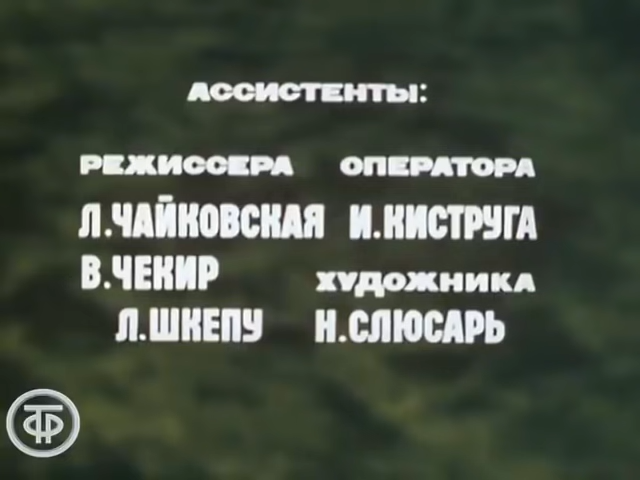 АССИСТЕНТЫ:
РЕЖИССЕРА ОПЕРАТОРА
Л.ЧАЙКОВСКАЯ И.КИСТРУГА
В.ЧЕКИР ХУДОЖНИКА
Л.ШКЕПУ Н.СЛЮСАРЬ